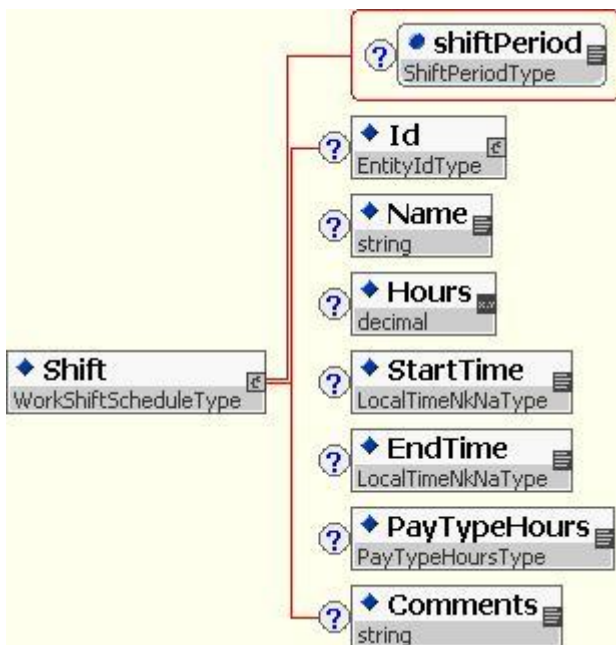 ? shiftPeriod
ShiftPeriodType
? Id
EntityIdType
? Name
string
? Hours
decimal
Shift
WorkShiftScheduleType
? StartTime
LocalTimeNkNaType
? EndTime
LocalTimeNkNaType
? PayTypeHours
PayTypeHoursType
? Comments
string